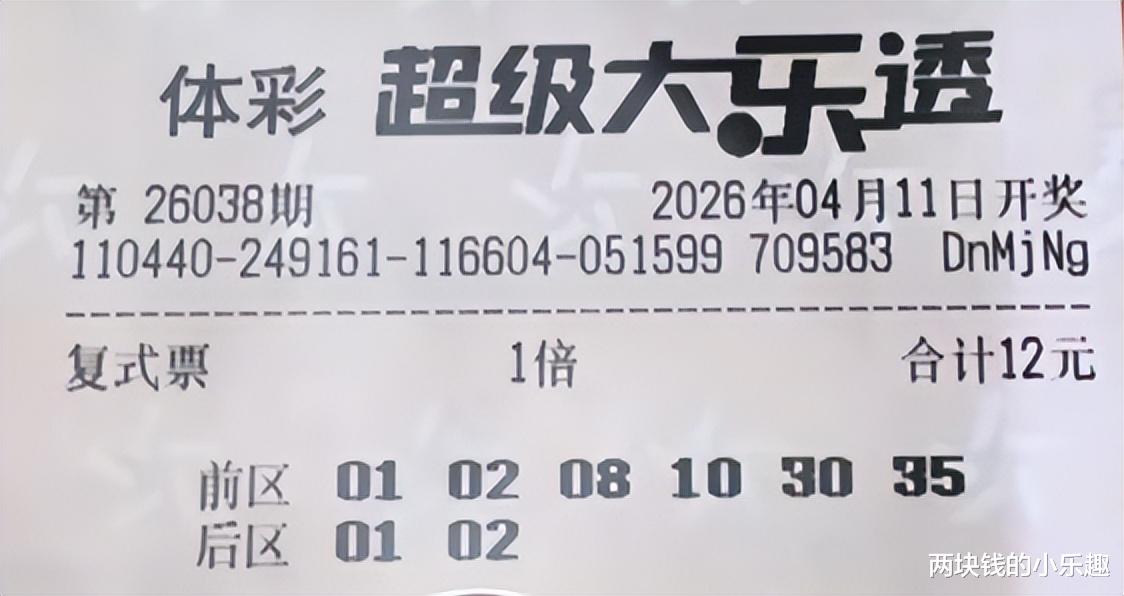 体彩 超级大乐透
第 26038期 2026年04月11日开奖
110440-249161-116604-051599 709583 DnMjNg
复式票 1倍 合计12元
前区 01 02 08 10 30 35
后区 01 02
两块钱的小乐趣